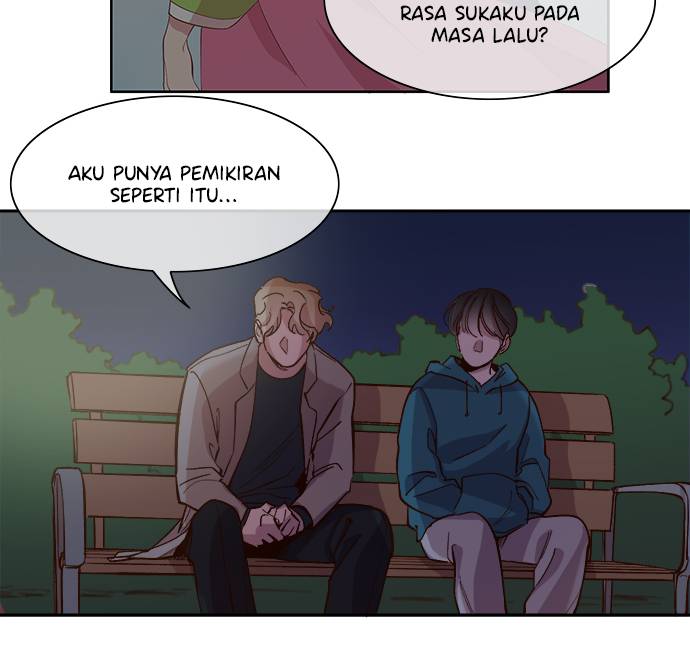 RASA SUKAKU PADA
MASA LALU?
AKU PUNYA PEMIKIRAN
SEPERTI ITU...